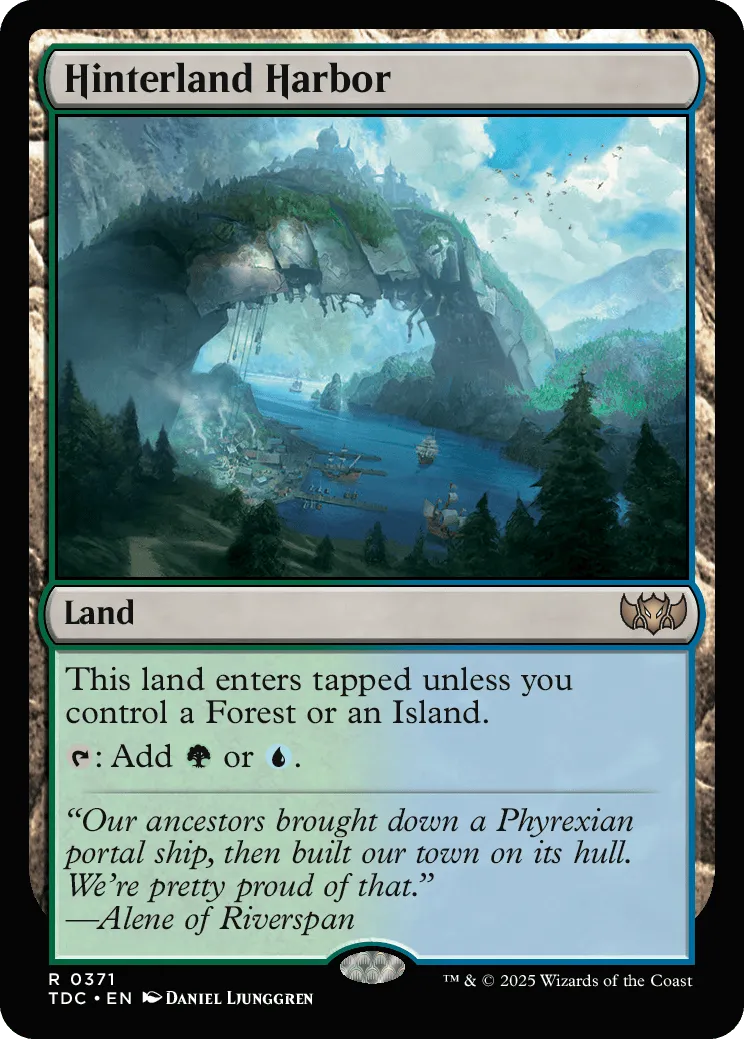 Hinterland Harbor
Land
This land enters tapped unless you
control a Forest or an Island.
: Add or .
“Our ancestors brought down a Phyrexian
portal ship, then built our town on its hull.
We’re pretty proud of that.”
—Alene of Riverspan
R 0371
TDC • EN Daniel Ljunggren
™ & © 2025 Wizards of the Coast